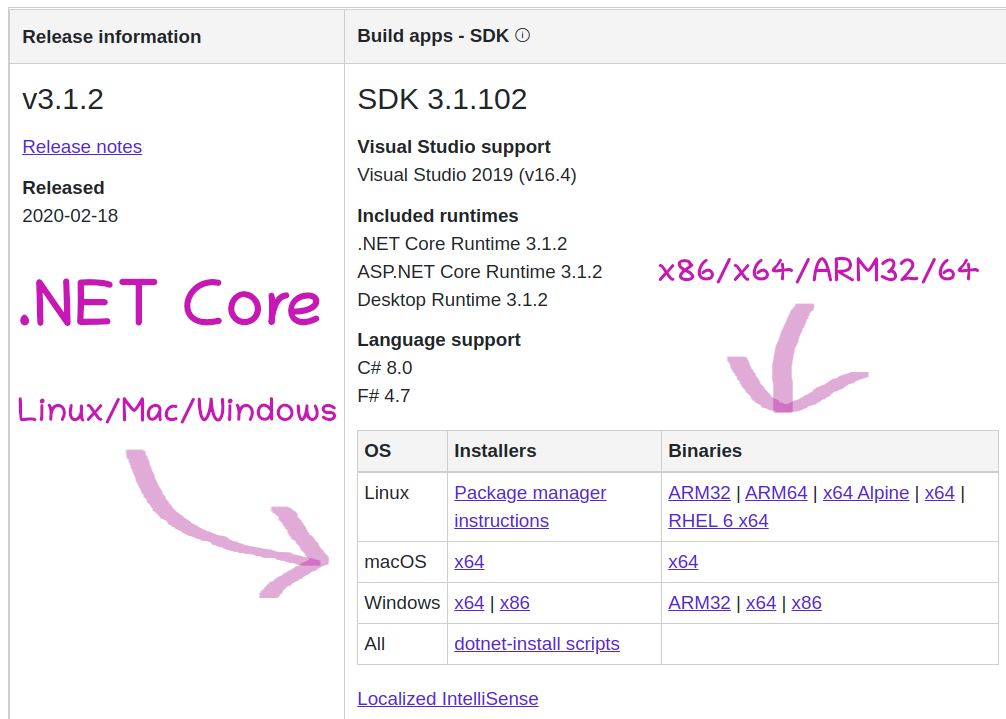 Release information
Build apps - SDK ⓘ
v3.1.2
Release notes
Released
2020-02-18
.NET Core
Linux/Mac/Windows
SDK 3.1.102
Visual Studio support
Visual Studio 2019 (v16.4)
Included runtimes
.NET Core Runtime 3.1.2
ASP.NET Core Runtime 3.1.2
Desktop Runtime 3.1.2
x86/x64/ARM32/64
Language support
C# 8.0
F# 4.7
OS Installers Binaries
Linux Package manager ARM32 | ARM64 | x64 Alpine | x64 |
instructions RHEL 6 x64
macOS x64 x64
Windows x64 | x86 ARM32 | x64 | x86
All dotnet-install scripts
Localized IntelliSense